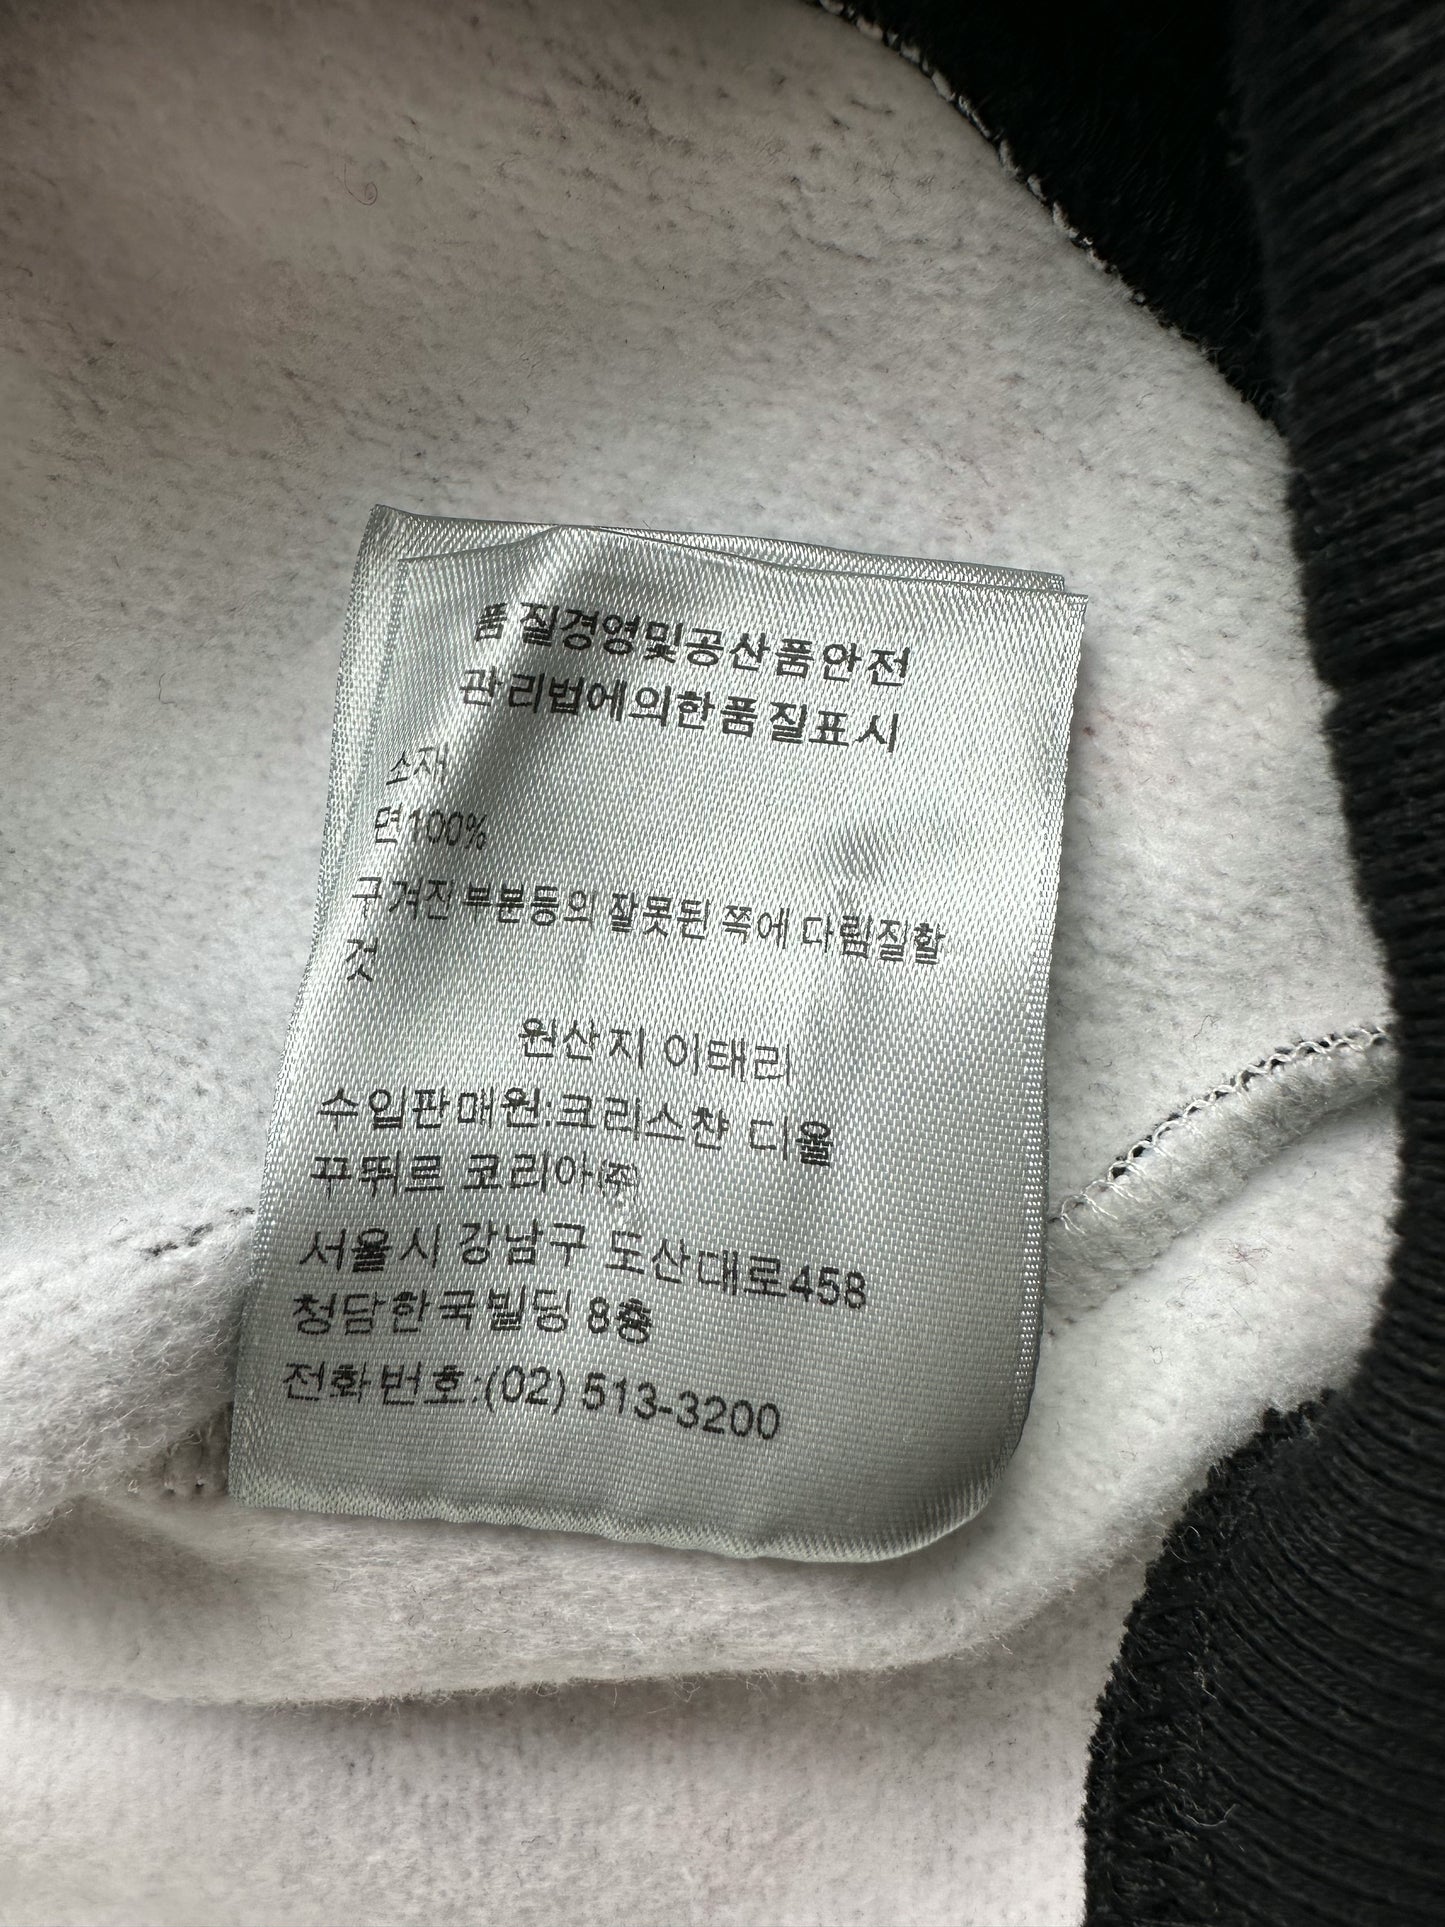 품질경영및공산품안전
관리법에의한품질표시
소재
면100%
구겨진 부분등의 잘못된 쪽에 다림질할
것
원산지 이태리
수입판매원:크리스챤 디올
꾸뛰르 코리아(주)
서울시 강남구 도산대로458
청담한국빌딩 8층
전화번호:(02) 513-3200